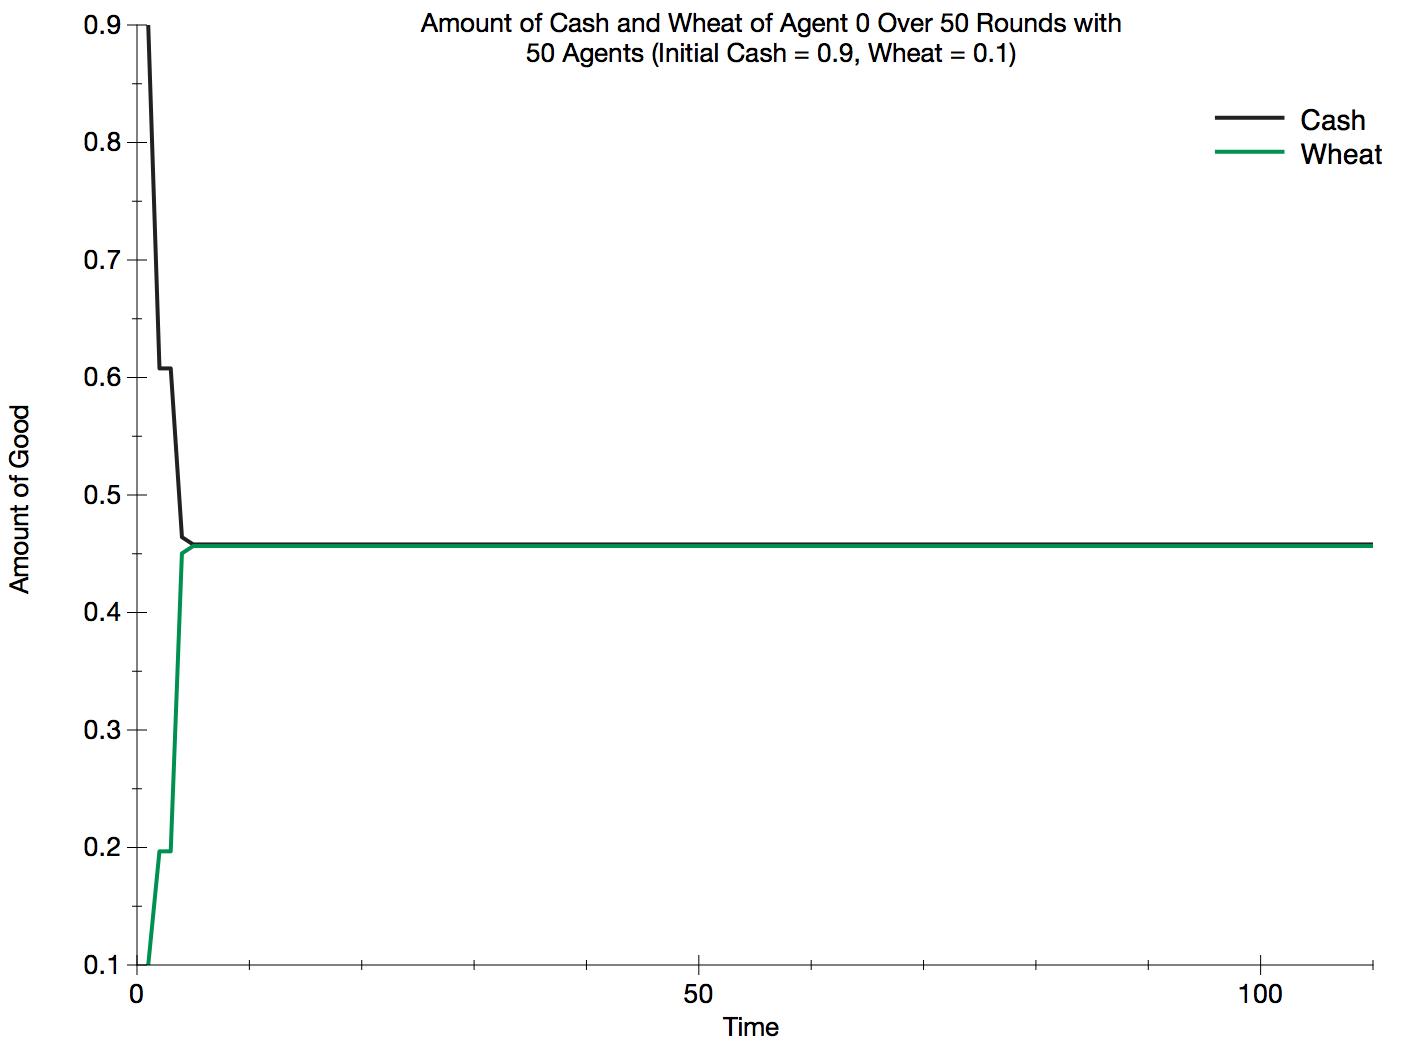 Amount of Cash and Wheat of Agent 0 Over 50 Rounds with
50 Agents (Initial Cash = 0.9, Wheat = 0.1)
Cash
Wheat
0.9
0.8
0.7
0.6
0.5
0.4
0.3
0.2
0.1
Amount of Good
0
50
100
Time